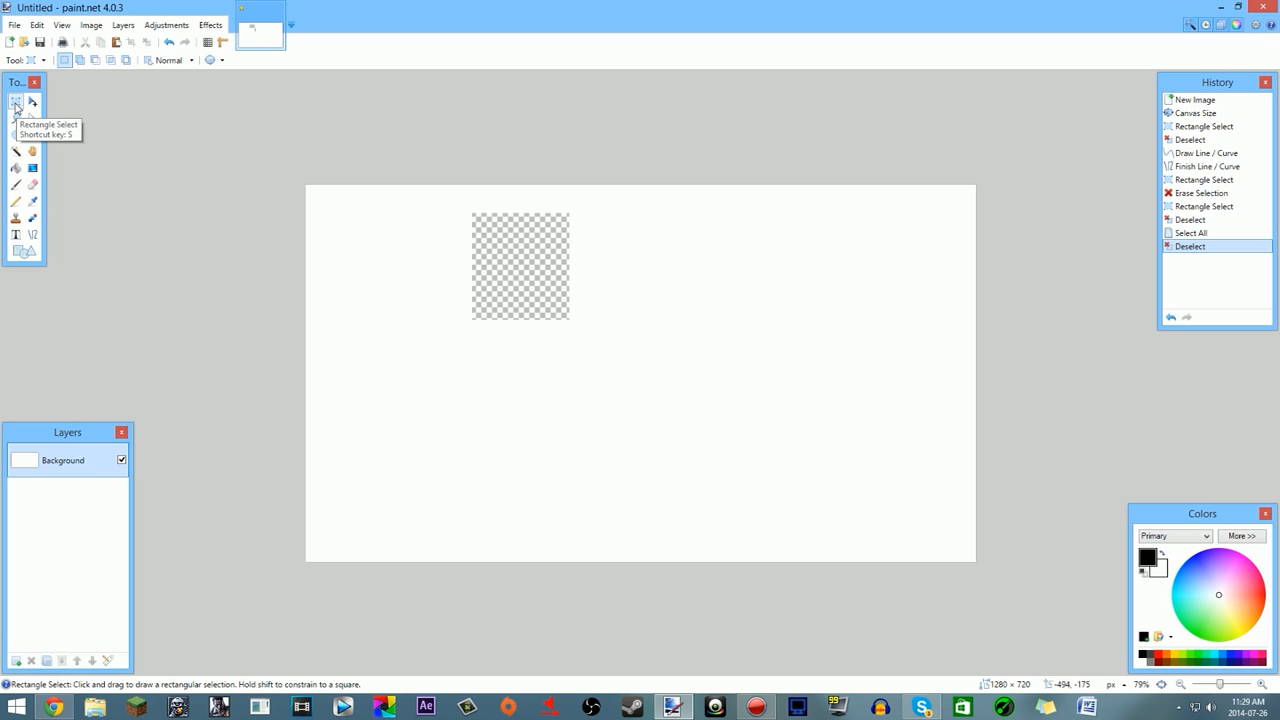 Untitled - paint.net 4.0.3
File Edit View Image Layers Adjustments Effects
Tool: Normal
To...
Rectangle Select
Shortcut key: S
History
New Image
Canvas Size
Rectangle Select
Deselect
Draw Line / Curve
Finish Line / Curve
Rectangle Select
Erase Selection
Rectangle Select
Deselect
Select All
Deselect
Layers
Background
Colors
Primary More >>
Rectangle Select: Click and drag to draw a rectangular selection. Hold shift to constrain to a square.
1280 × 720 -494, -175 px 79%
Ae
99
11:29 AM
2014-07-26